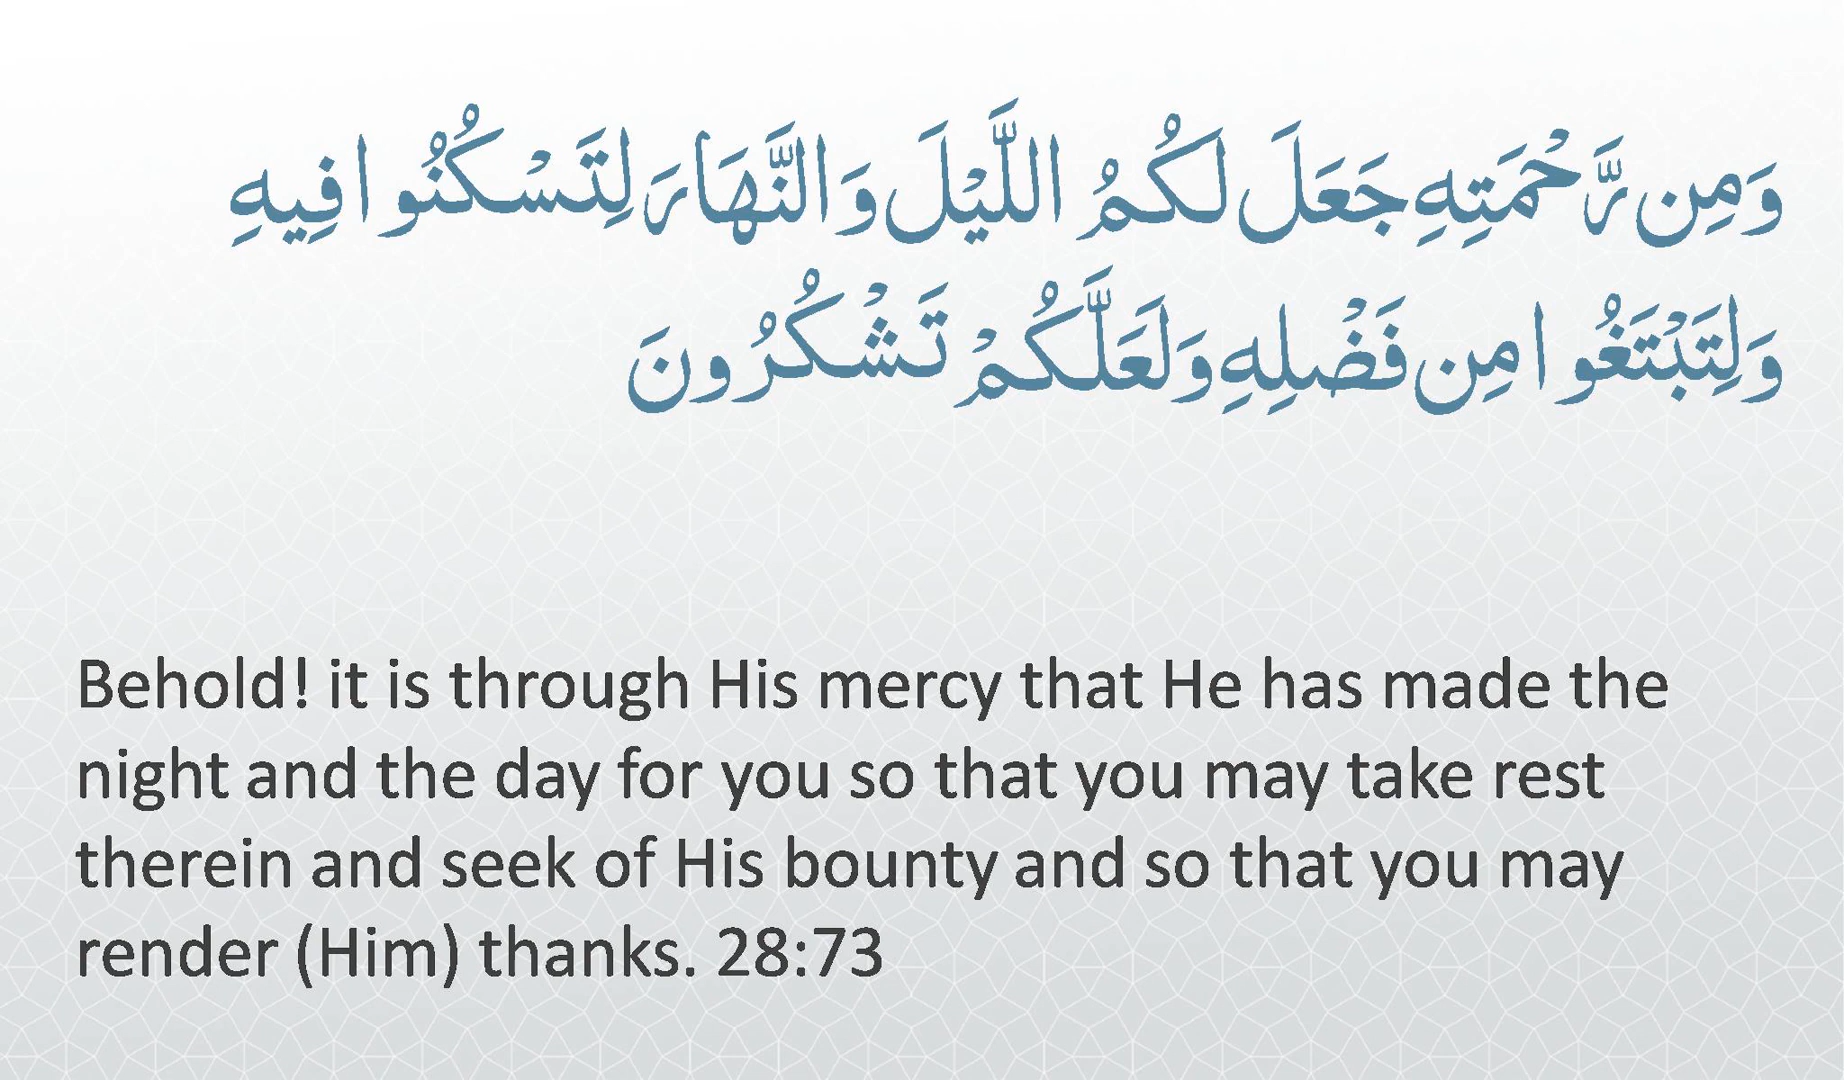 وَمِن رَّحْمَتِهِ جَعَلَ لَكُمُ اللَّيْلَ وَالنَّهَارَ لِتَسْكُنُوا فِيهِ
وَلِتَبْتَغُوا مِن فَضْلِهِ وَلَعَلَّكُمْ تَشْكُرُونَ
Behold! it is through His mercy that He has made the
night and the day for you so that you may take rest
therein and seek of His bounty and so that you may
render (Him) thanks. 28:73